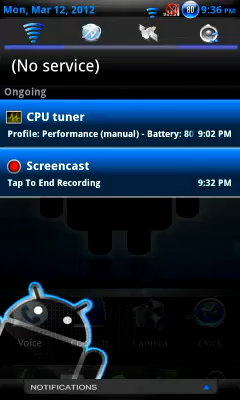 Mon, Mar 12, 2012 80 9:36 PM
(No service)
Ongoing
CPU tuner
Profile: Performance (manual) - Battery: 80 9:02 PM
Screencast
Tap To End Recording 9:32 PM
Voice Camera Clock
NOTIFICATIONS